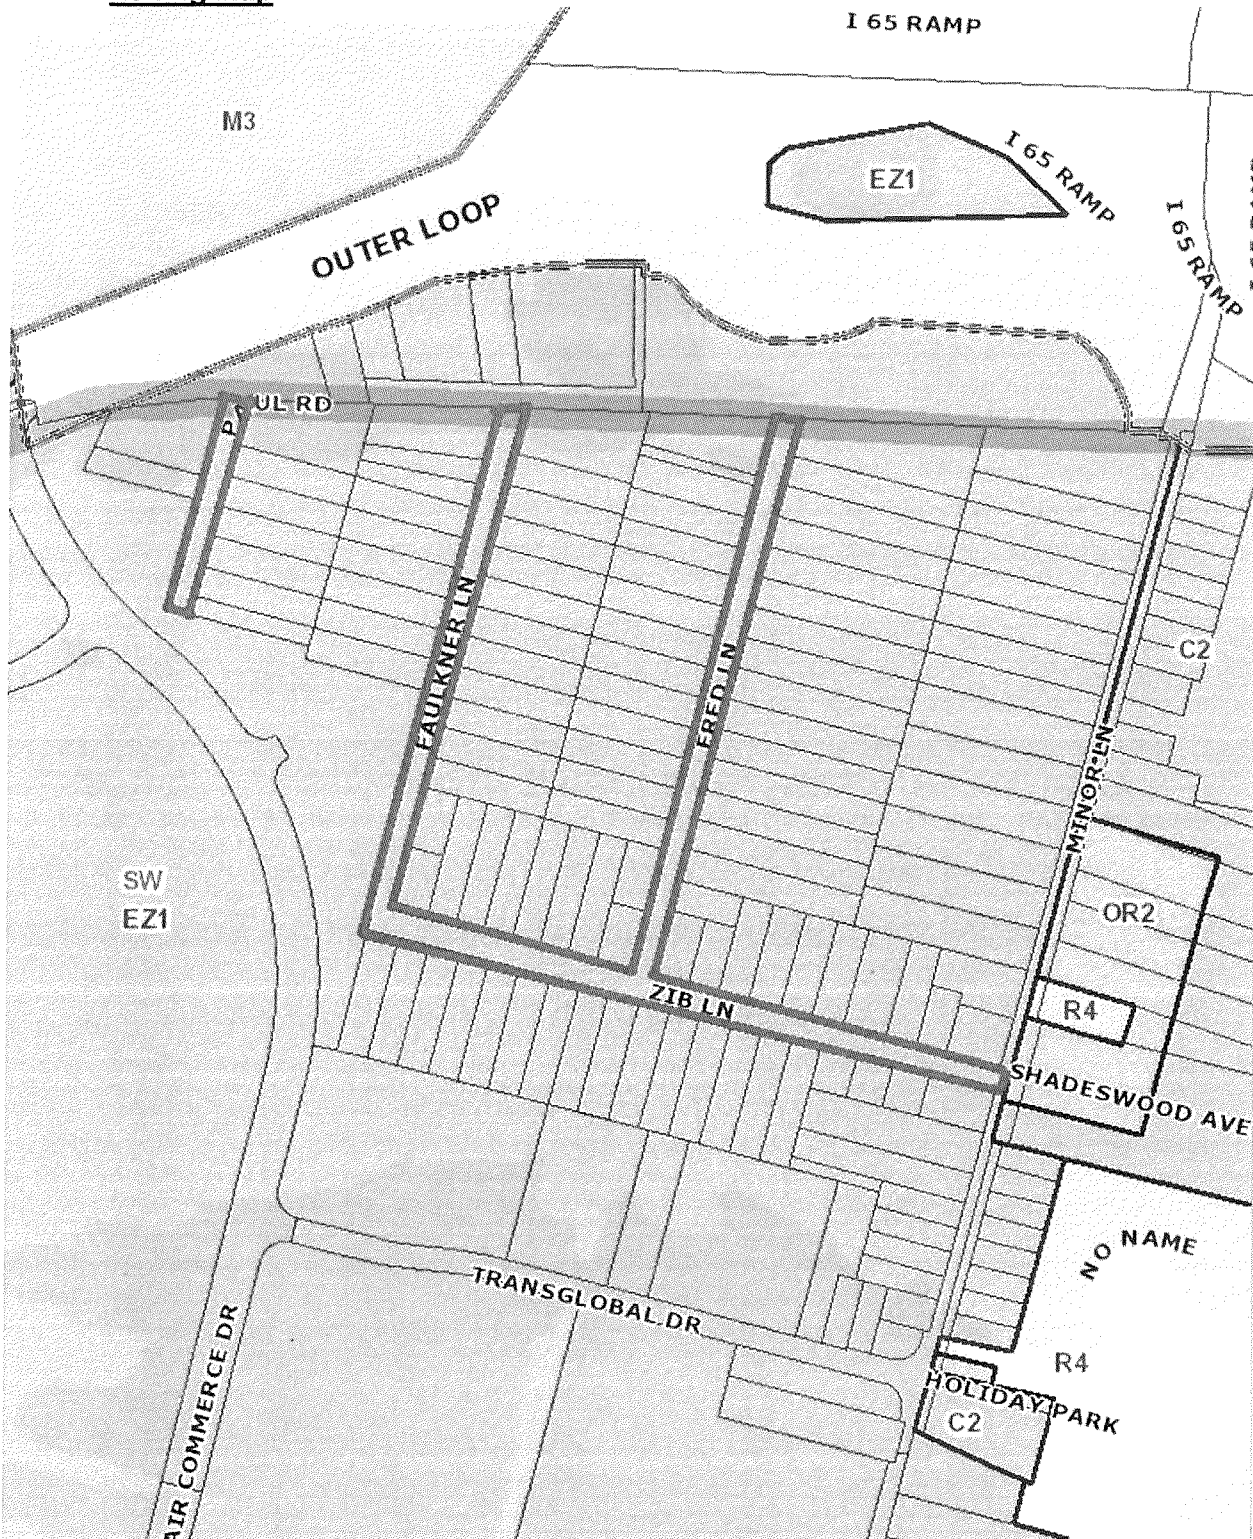 I 65 RAMP
M3
I 65 RAMP
EZ1
I 65 RAMP
OUTER LOOP
PAUL RD
FAULKNER LN
FRED J N
C2
MINOR LN
SW
EZ1
OR2
R4
ZIB LN
SHADESWOOD AVE
NO NAME
TRANSGLOBAL DR
R4
HOLIDAY PARK
C2
AIR COMMERCE DR